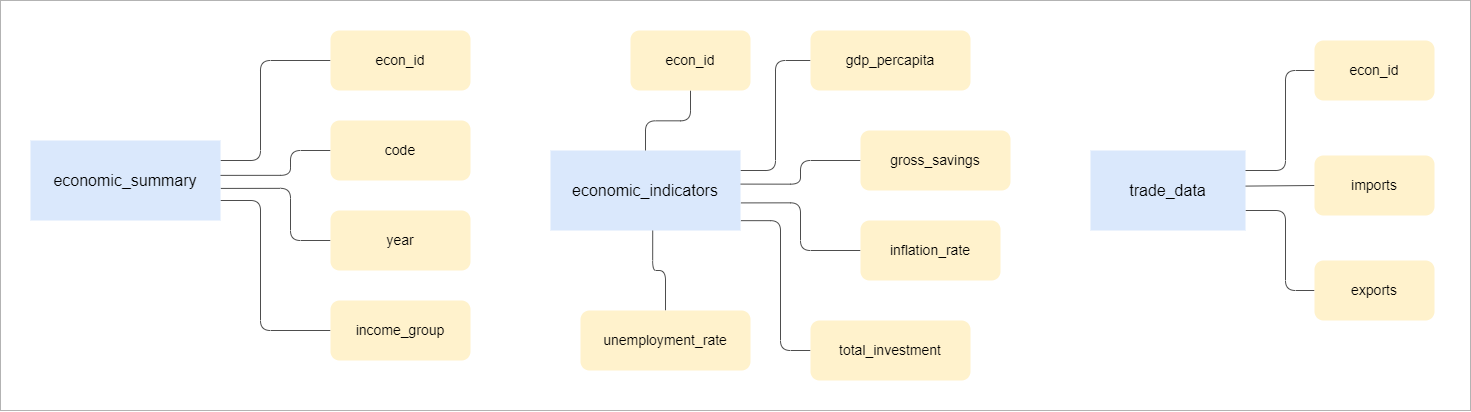 economic_summary
econ_id
code
year
income_group
economic_indicators
econ_id
gdp_percapita
gross_savings
inflation_rate
total_investment
unemployment_rate
trade_data
econ_id
imports
exports